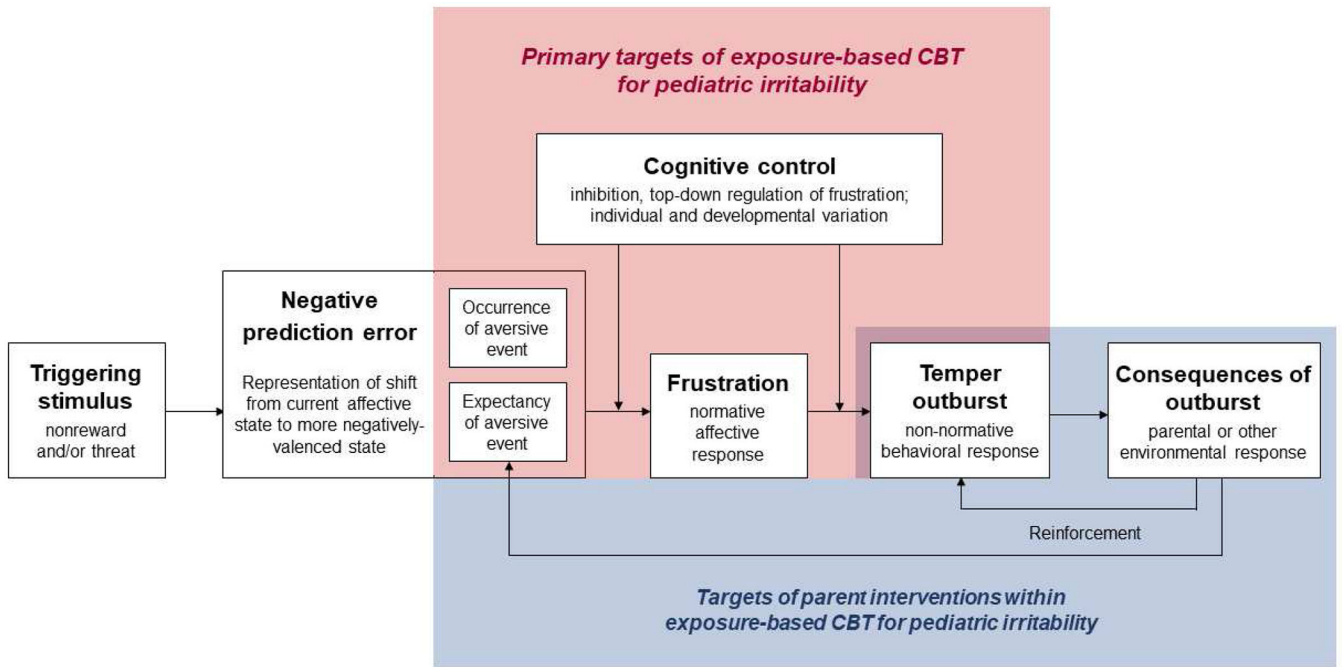 Primary targets of exposure-based CBT
for pediatric irritability
Cognitive control
inhibition, top-down regulation of frustration;
individual and developmental variation
Triggering
stimulus
nonreward
and/or threat
Negative
prediction error
Representation of shift
from current affective
state to more negatively-
valenced state
Occurrence
of aversive
event
Expectancy
of aversive
event
Frustration
normative
affective
response
Temper
outburst
non-normative
behavioral response
Consequences of
outburst
parental or other
environmental response
Reinforcement
Targets of parent interventions within
exposure-based CBT for pediatric irritability